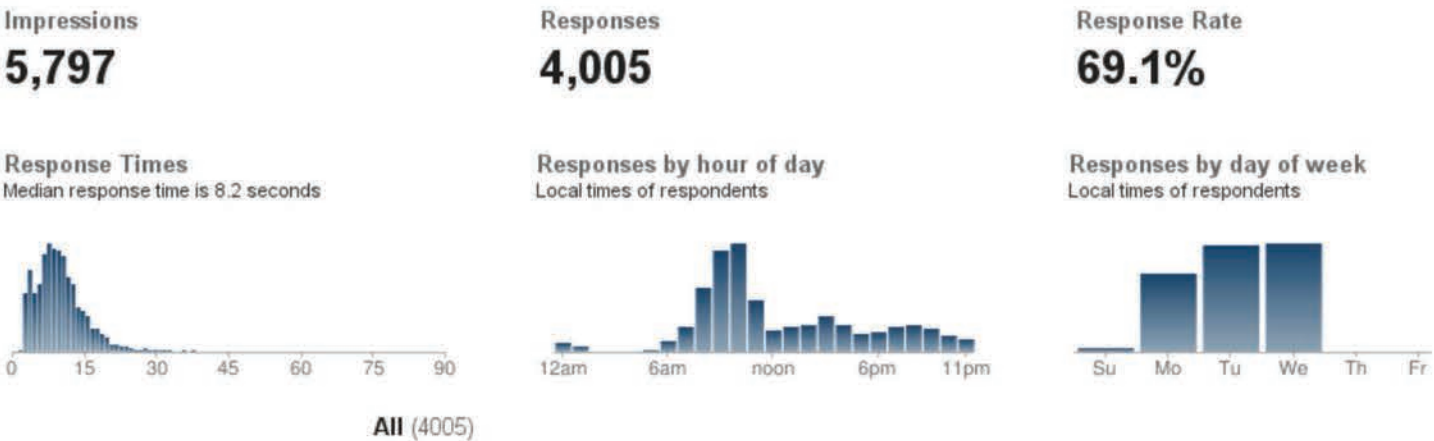 Impressions
5,797
Responses
4,005
Response Rate
69.1%
Response Times
Median response time is 8.2 seconds
0 15 30 45 60 75 90
Responses by hour of day
Local times of respondents
12am 6am noon 6pm 11pm
Responses by day of week
Local times of respondents
Su Mo Tu We Th Fr
All (4005)